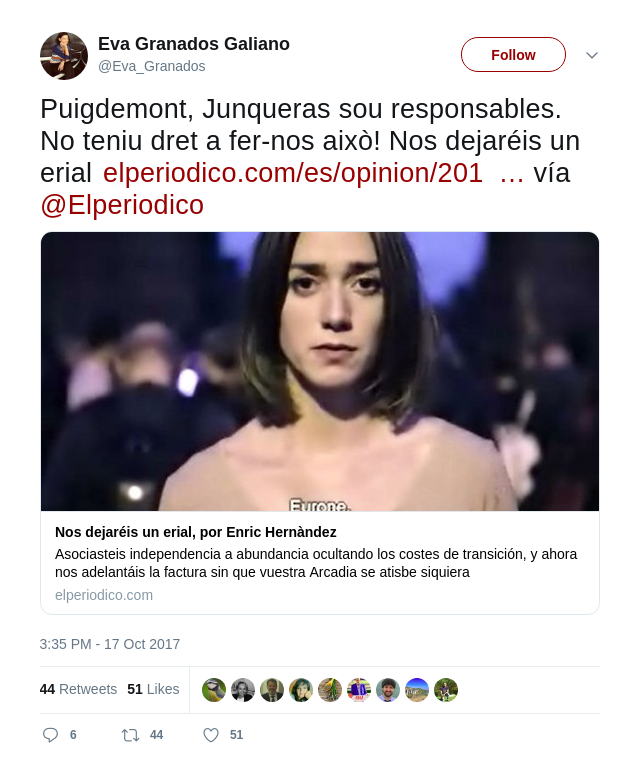 Eva Granados Galiano
@Eva_Granados
Follow
Puigdemont, Junqueras sou responsables.
No teniu dret a fer-nos això! Nos dejaréis un
erial elperiodico.com/es/opinion/201 … vía
@Elperiodico
Europe.
Nos dejaréis un erial, por Enric Hernàndez
Asociasteis independencia a abundancia ocultando los costes de transición, y ahora
nos adelantáis la factura sin que vuestra Arcadia se atisbe siquiera
elperiodico.com
3:35 PM - 17 Oct 2017
44 Retweets 51 Likes
6 44 51